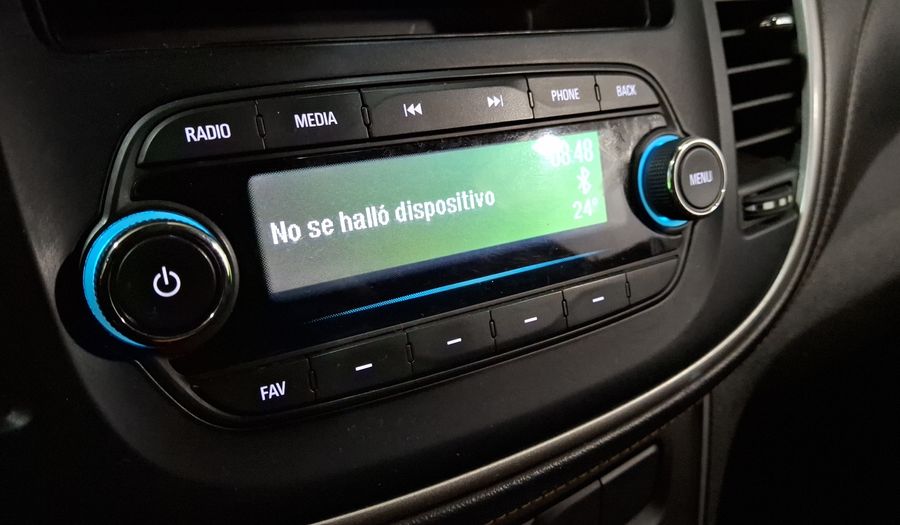 RADIO MEDIA PHONE BACK
08:48
No se halló dispositivo
24°
MENU
FAV